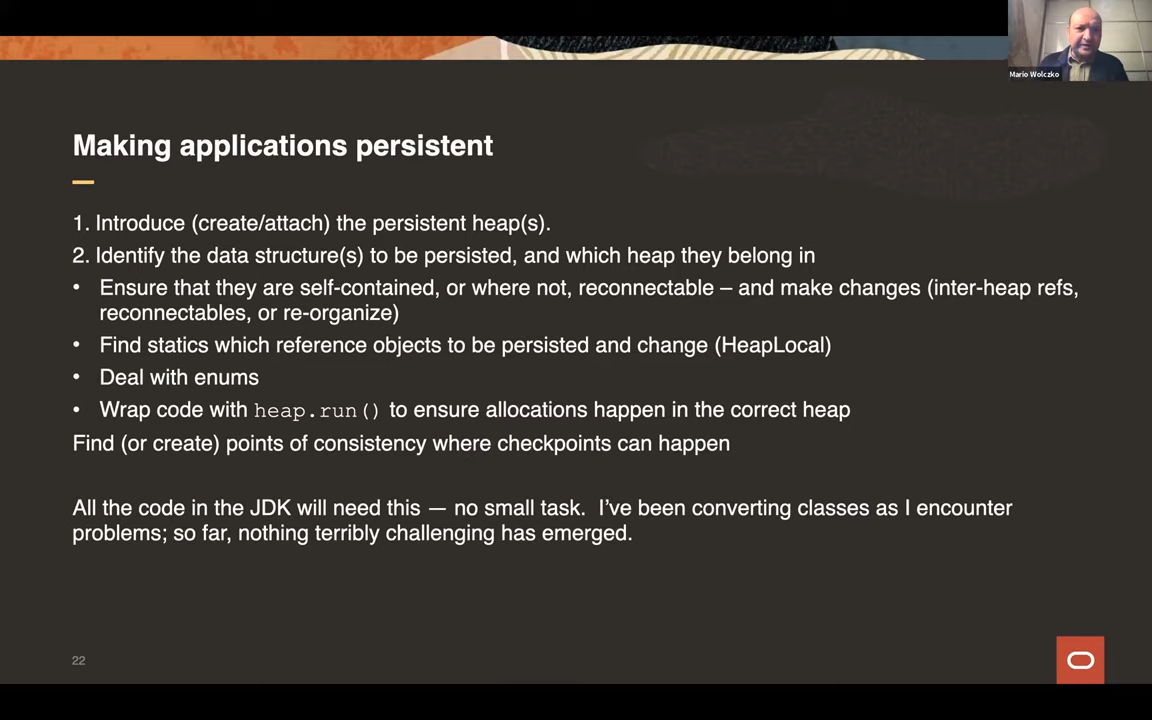 Mario Wolczko
Making applications persistent
1. Introduce (create/attach) the persistent heap(s).
2. Identify the data structure(s) to be persisted, and which heap they belong in
• Ensure that they are self-contained, or where not, reconnectable – and make changes (inter-heap refs,
reconnectables, or re-organize)
• Find statics which reference objects to be persisted and change (HeapLocal)
• Deal with enums
• Wrap code with heap.run() to ensure allocations happen in the correct heap
Find (or create) points of consistency where checkpoints can happen
All the code in the JDK will need this — no small task.  I’ve been converting classes as I encounter
problems; so far, nothing terribly challenging has emerged.
22